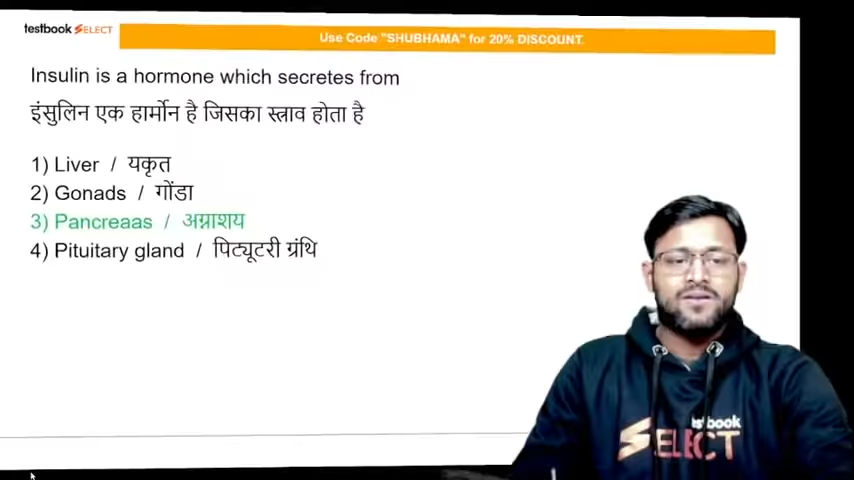 testbook SELECT
Use Code "SHUBHAMA" for 20% DISCOUNT.
Insulin is a hormone which secretes from
इंसुलिन एक हार्मोन है जिसका स्त्राव होता है
1) Liver / यकृत
2) Gonads / गोंडा
3) Pancreaas / अग्नाशय
4) Pituitary gland / पिट्यूटरी ग्रंथि
testbook
SELECT